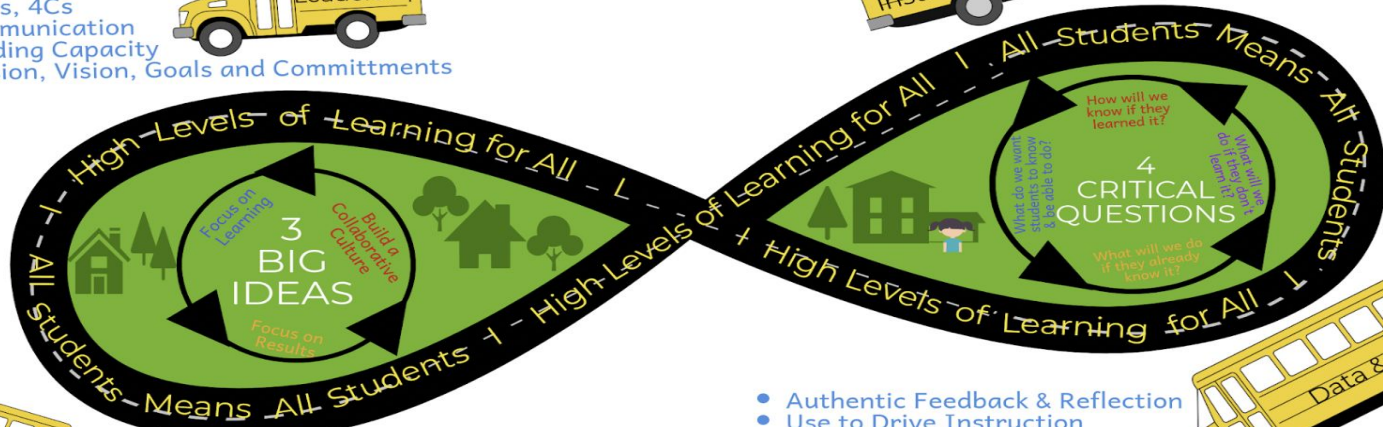 4Cs
ion, Vision, Goals and Committments
High Levels of Learning for All
All Students Means All Students
High Levels of Learning for All
All Students Means All Students
High Levels of Learning for All
3
BIG
IDEAS
Focus on
Learning
Build a
Collaborative
Culture
Focus on
Results
4
CRITICAL
QUESTIONS
What do we want
students to know
& be able to do?
How will we
know if they
learned it?
What will we
do if they don't
learn it?
What will we do
if they already
know it?
Data &
• Authentic Feedback & Reflection
• Use to Drive Instruction